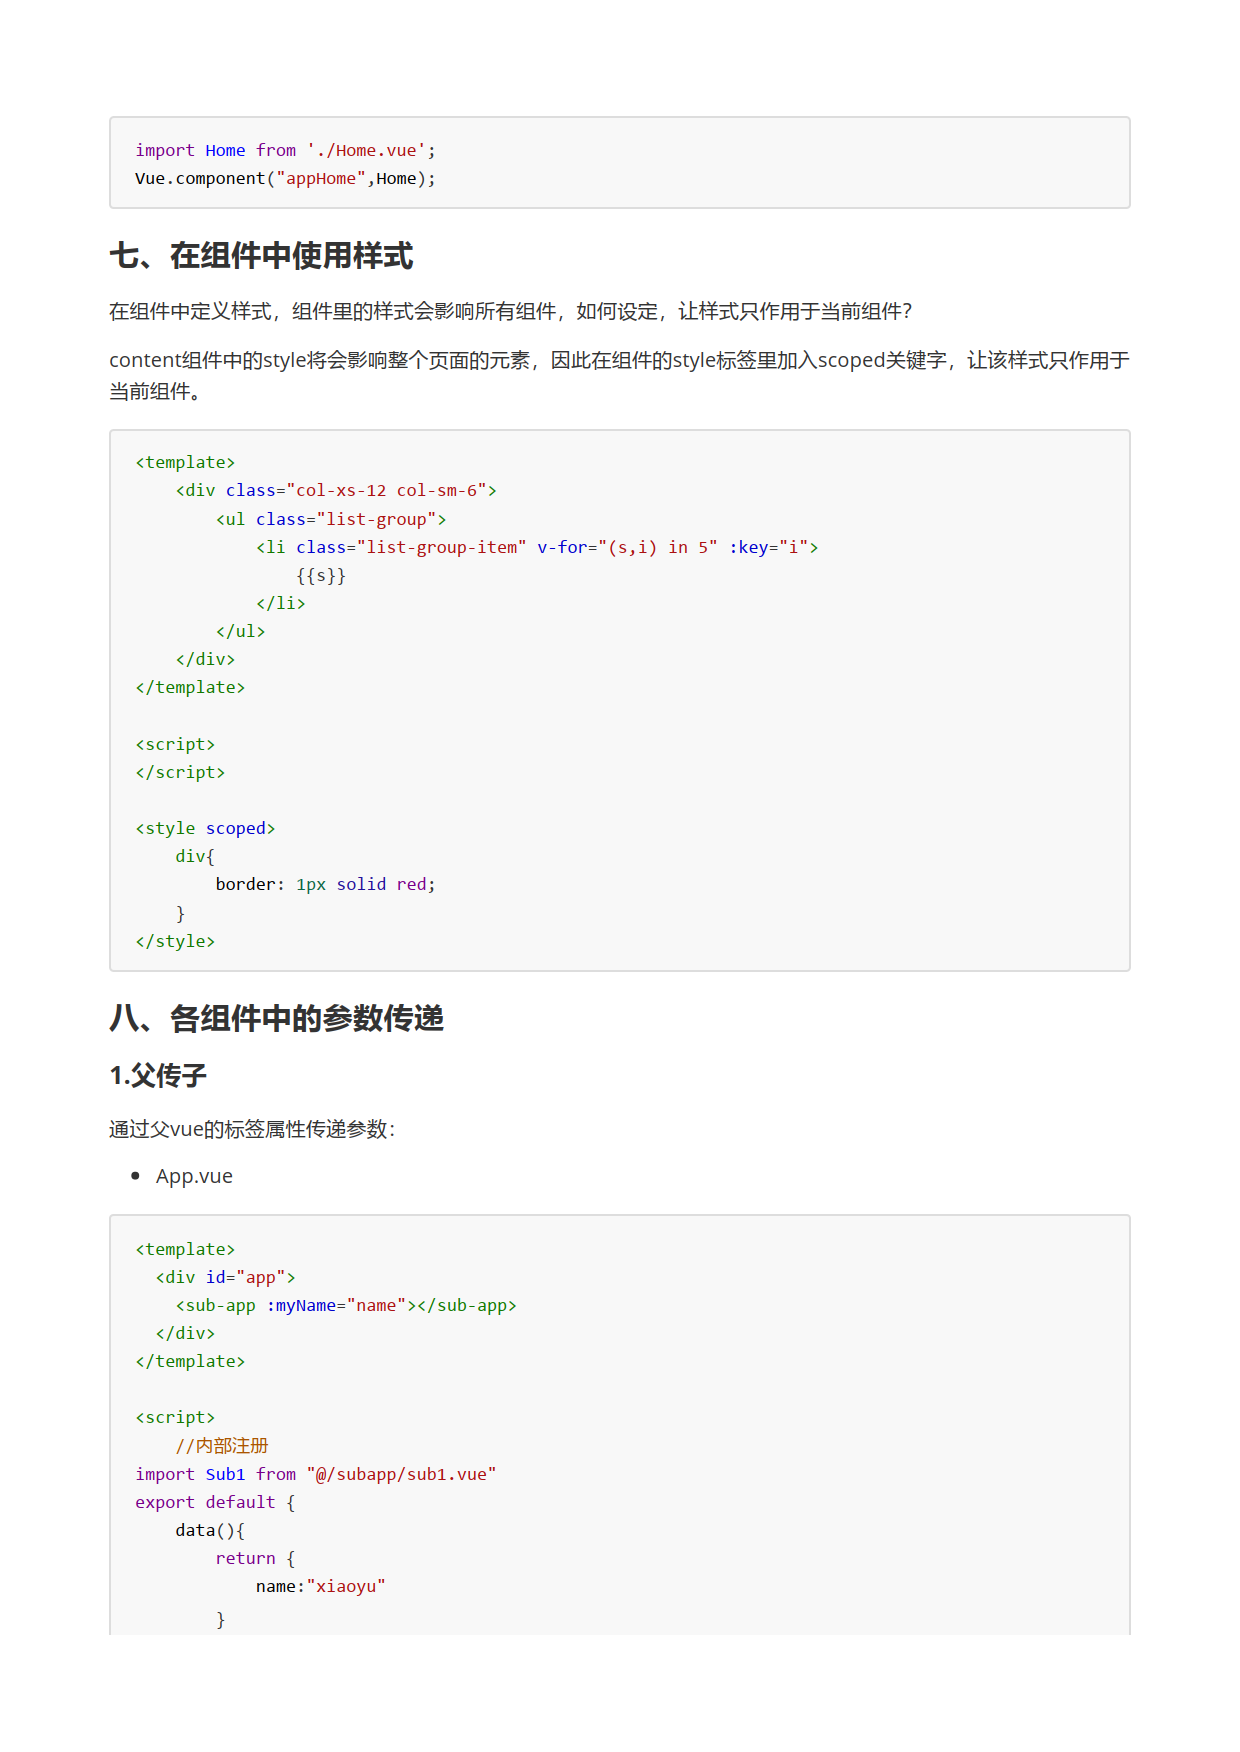 import Home from './Home.vue';
Vue.component("appHome",Home);
七、在组件中使用样式
在组件中定义样式，组件里的样式会影响所有组件，如何设定，让样式只作用于当前组件？
content组件中的style将会影响整个页面的元素，因此在组件的style标签里加入scoped关键字，让该样式只作用于
当前组件。
<template>
    <div class="col-xs-12 col-sm-6">
        <ul class="list-group">
            <li class="list-group-item" v-for="(s,i) in 5" :key="i">
                {{s}}
            </li>
        </ul>
    </div>
</template>

<script>
</script>

<style scoped>
    div{
        border: 1px solid red;
    }
</style>
八、各组件中的参数传递
1.父传子
通过父vue的标签属性传递参数：
• App.vue
<template>
  <div id="app">
    <sub-app :myName="name"></sub-app>
  </div>
</template>

<script>
    //内部注册
import Sub1 from "@/subapp/sub1.vue"
export default {
    data(){
        return {
            name:"xiaoyu"
        }